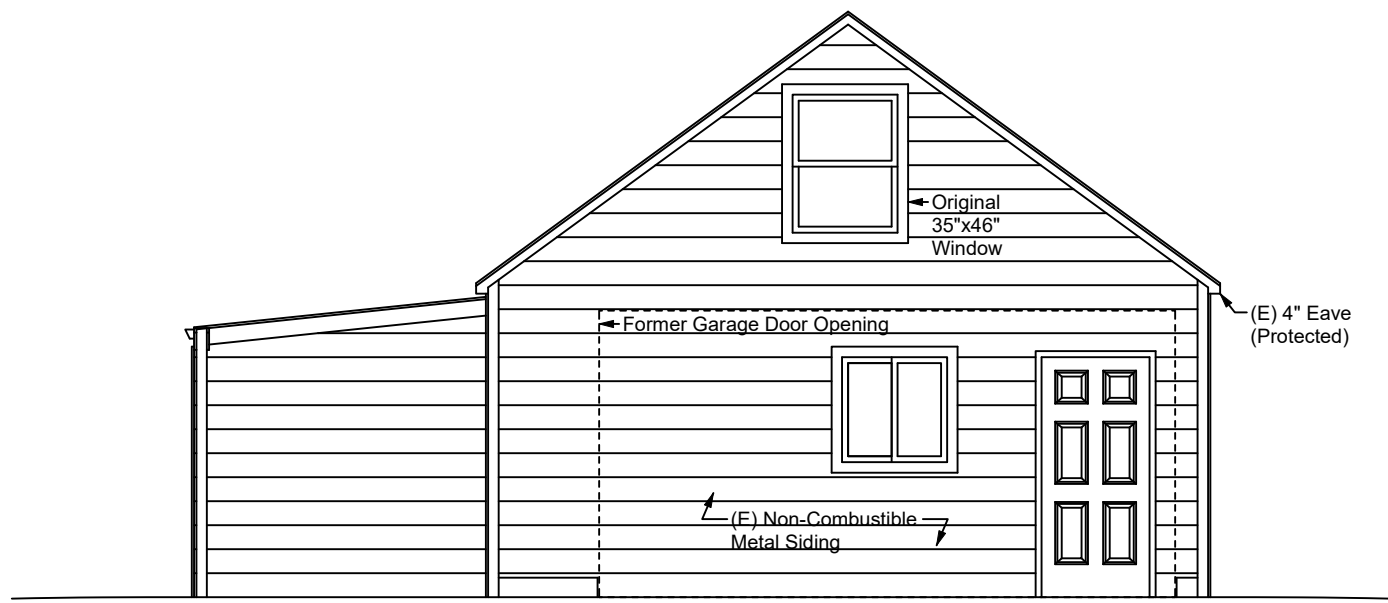 Original
35"x46"
Window
(E) 4" Eave
(Protected)
Former Garage Door Opening
(E) Non-Combustible
Metal Siding